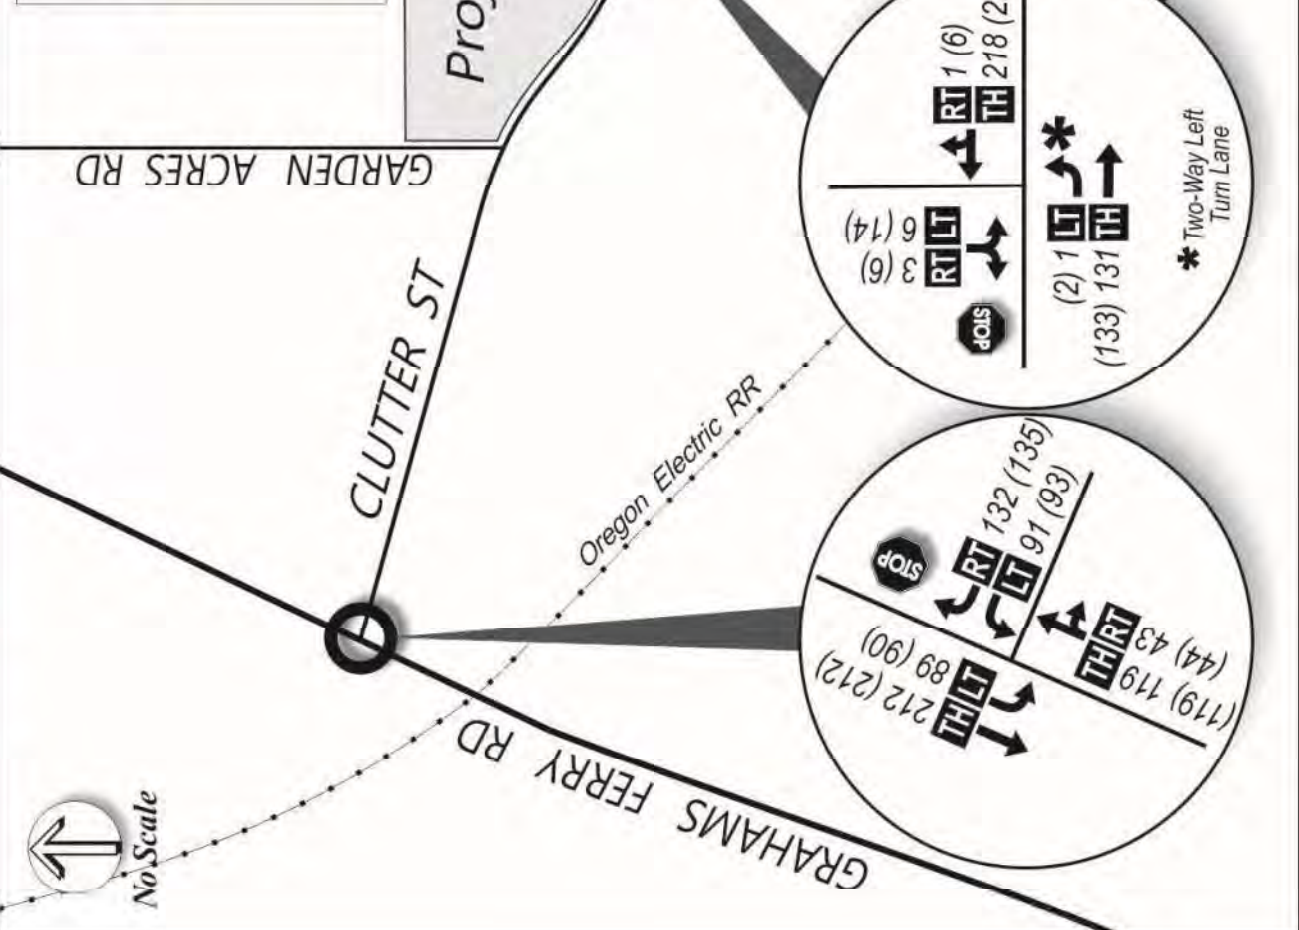 Proj
GARDEN ACRES RD
CLUTTER ST
GRAHAMS FERRY RD
Oregon Electric RR
No Scale
RT 1 (6)
TH 218 (2
6 (14)
3 (6)
RT LT
STOP
(2) 1 LT
(133) 131 TH
*
* Two-Way Left
Turn Lane
STOP
RT 132 (135)
LT 91 (93)
89 (90)
212 (212)
TH LT
TH RT
(44) 43
(119) 119